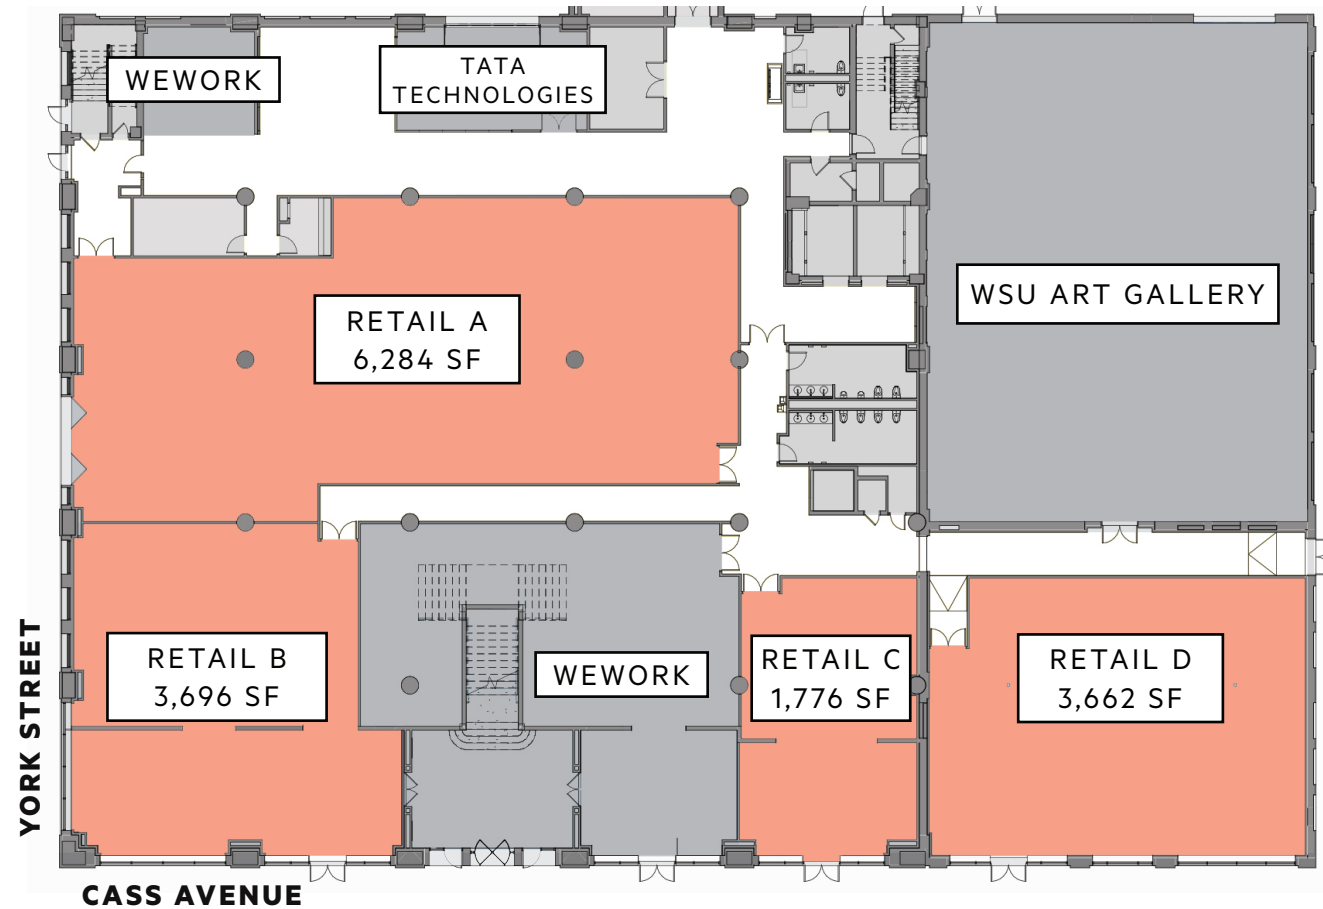 WEWORK
TATA
TECHNOLOGIES
WSU ART GALLERY
RETAIL A
6,284 SF
RETAIL B
3,696 SF
WEWORK
RETAIL C
1,776 SF
RETAIL D
3,662 SF
YORK STREET
CASS AVENUE